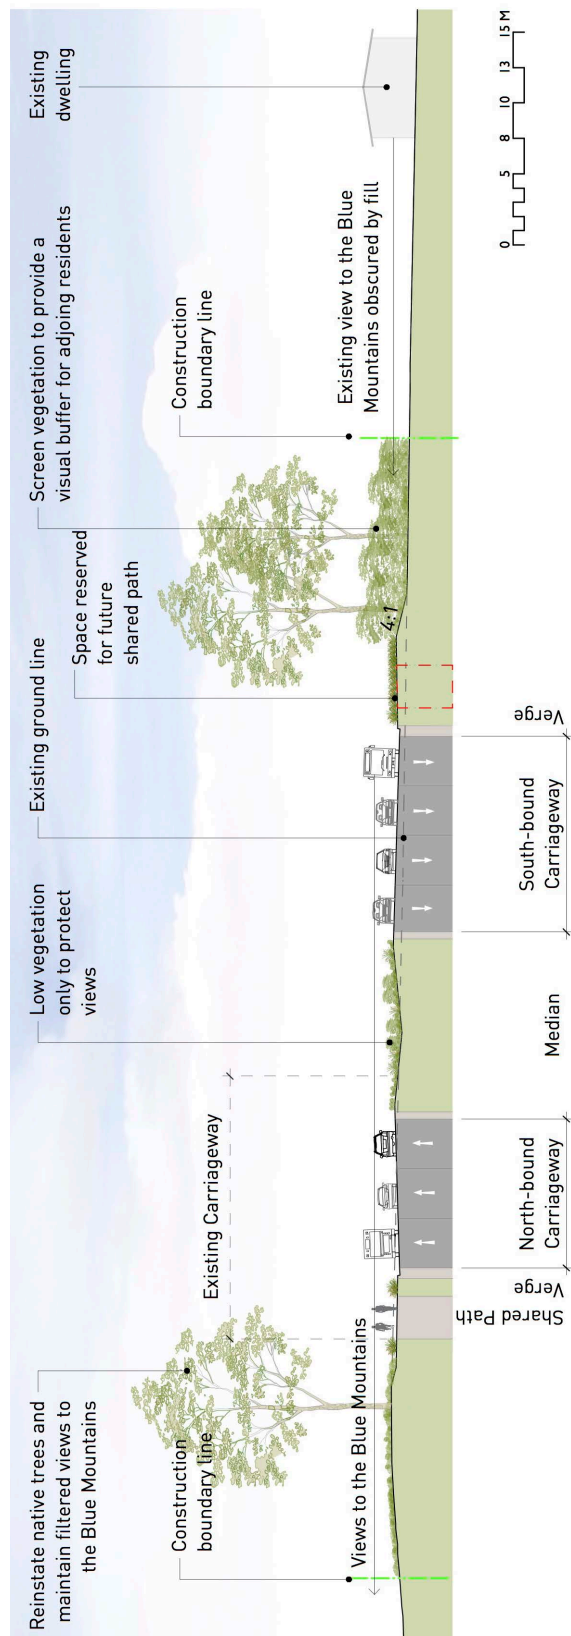 Reinstate native trees and
maintain filtered views to
the Blue Mountains
Low vegetation
only to protect
views
Existing ground line
Screen vegetation to provide a
visual buffer for adjoing residents
Existing
dwelling
Space reserved
for future
shared path
Construction
boundary line
Existing Carriageway
Construction
boundary line
Views to the Blue Mountains
Existing view to the Blue
Mountains obscured by fill
4:1
Shared Path
Verge
North-bound
Carriageway
Median
South-bound
Carriageway
Verge
0 5 8 10 13 15 M